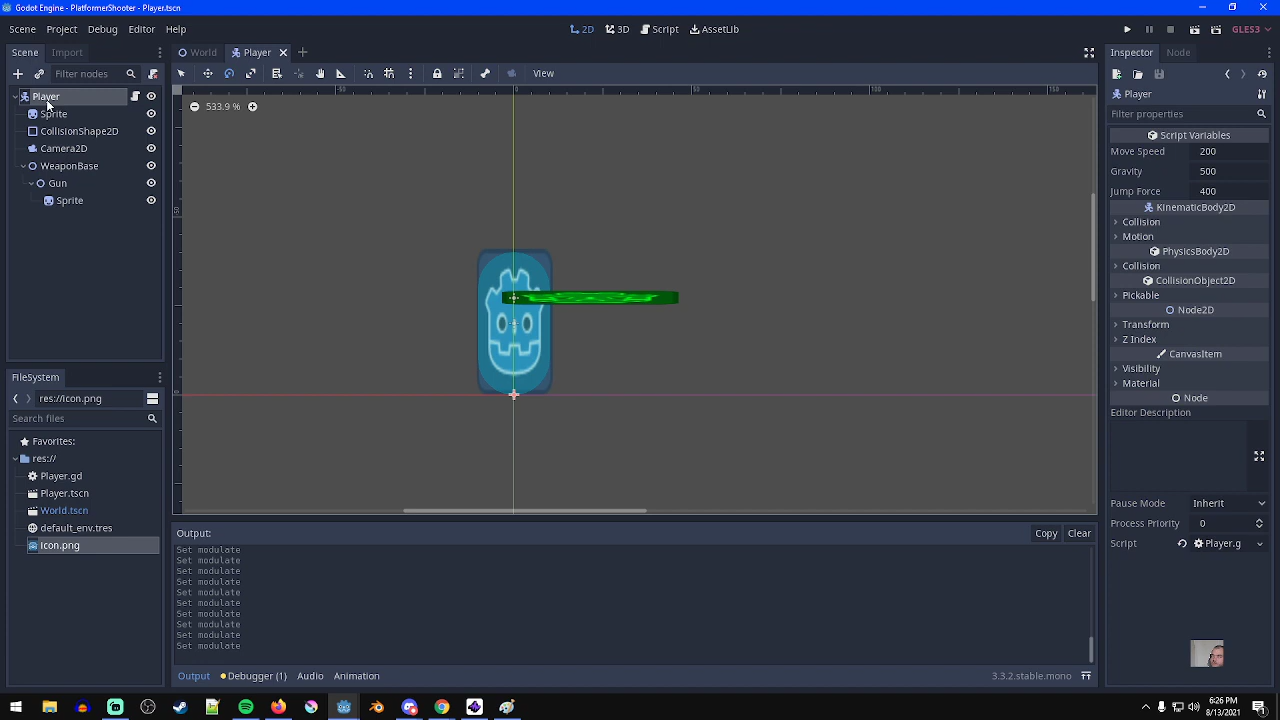 Godot Engine - PlatformerShooter - Player.tscn
Scene Project Debug Editor Help
2D 3D Script AssetLib
GLES3
Scene Import
World Player
Inspector Node
Filter nodes
View
Player
533.9 %
-50 0 50 100 150
Player
Sprite
CollisionShape2D
Camera2D
WeaponBase
Gun
Sprite
Filter properties
Script Variables
Move Speed 200
Gravity 500
Jump Force 400
KinematicBody2D
Collision
Motion
PhysicsBody2D
Collision
CollisionObject2D
Pickable
Node2D
Transform
Z Index
CanvasItem
Visibility
Material
Node
Editor Description
Pause Mode Inherit
Process Priority 0
Script Player.g
FileSystem
res://icon.png
Search files
Favorites:
res://
Player.gd
Player.tscn
World.tscn
default_env.tres
icon.png
Output:
Copy Clear
Set modulate
Set modulate
Set modulate
Set modulate
Set modulate
Set modulate
Set modulate
Set modulate
Set modulate
Set modulate
Output Debugger (1) Audio Animation
3.3.2.stable.mono
6:26 PM
8/13/2021